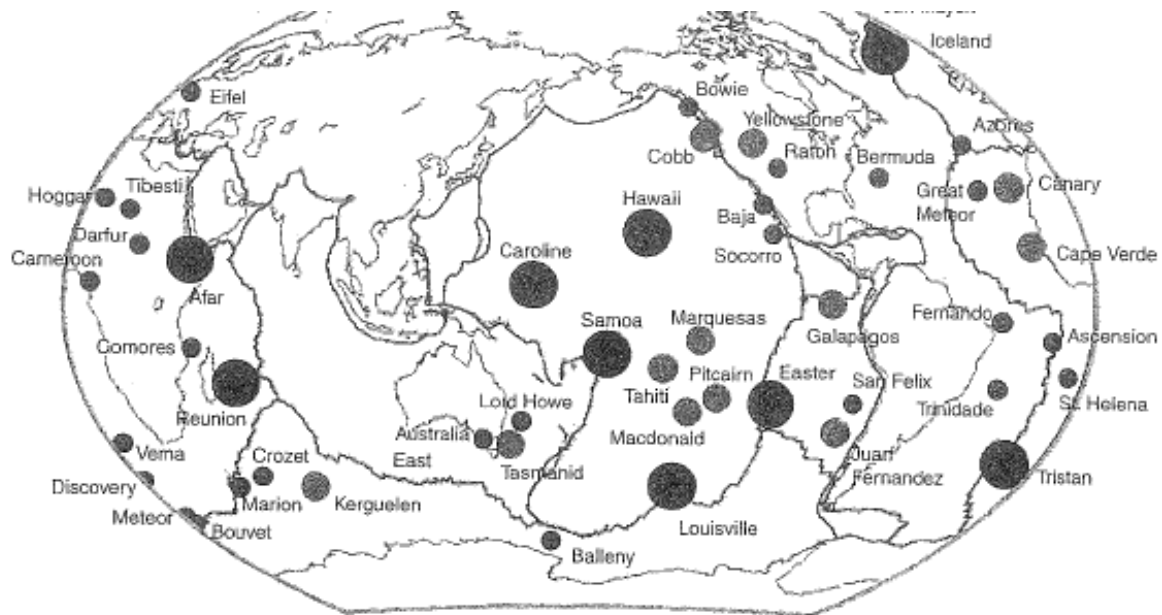 Iceland
Bowie
Eifel
Yellowstone
Azores
Cobb
Raton
Bermuda
Tibesti
Hoggar
Great
Meteor
Canary
Hawaii
Baja
Darfur
Caroline
Socorro
Cape Verde
Cameroon
Afar
Samoa
Marquesas
Galapagos
Fernando
Ascension
Comores
Pitcairn
Easter
San Felix
Tahiti
Lord Howe
Trinidade
St. Helena
Reunion
Australia
East
Macdonald
Tasmanid
Juan
Fernandez
Vema
Crozet
Discovery
Marion
Kerguelen
Tristan
Meteor
Bouvet
Louisville
Balleny